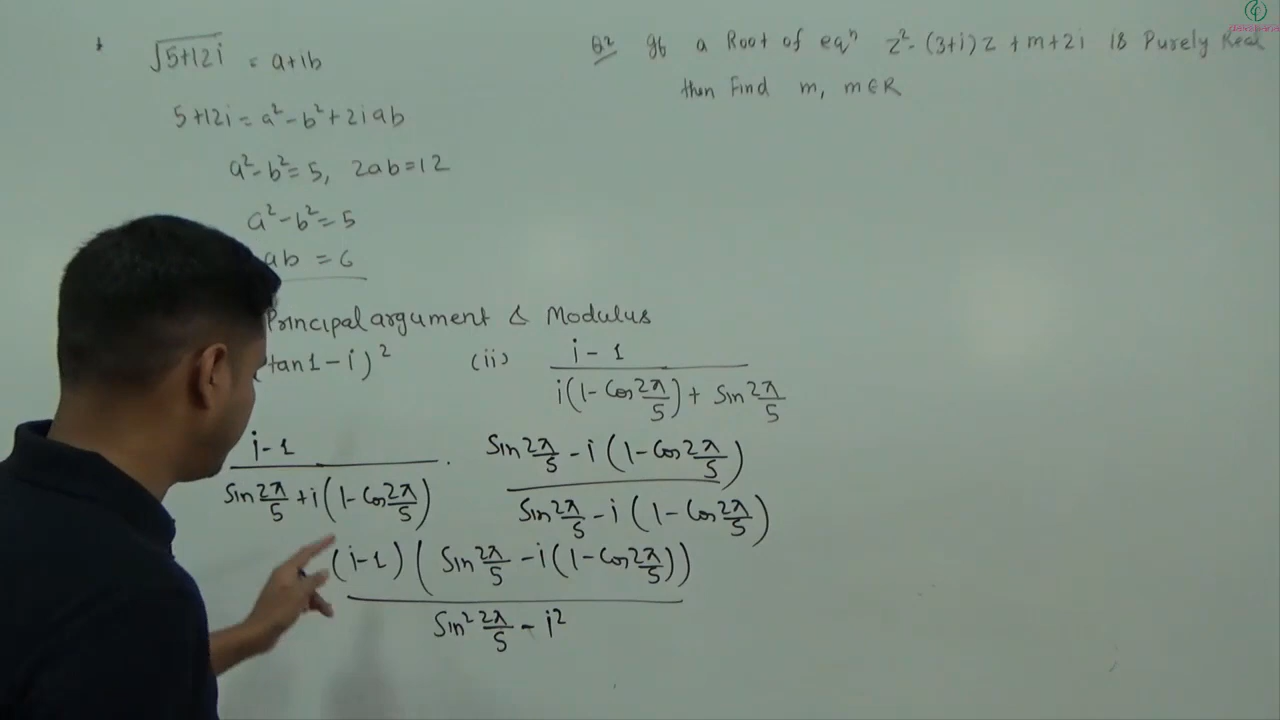 √5+12i = a+ib
5+12i = a²-b²+2iab
a²-b²=5, 2ab=12
a²-b²=5
ab = 6
Principal argument & Modulus
(tan1-i)²
(ii) i-1 / i(1-Cos 2π/5) + Sin 2π/5
i-1 / Sin 2π/5 + i(1-Cos 2π/5) . Sin 2π/5 - i(1-Cos 2π/5) / Sin 2π/5 - i(1-Cos 2π/5)
(i-1)(Sin 2π/5 - i(1-Cos 2π/5)) / Sin² 2π/5 - i²
Q2 If a Root of eqⁿ z²-(3+i)z+m+2i is Purely Real
then Find m, m∈R